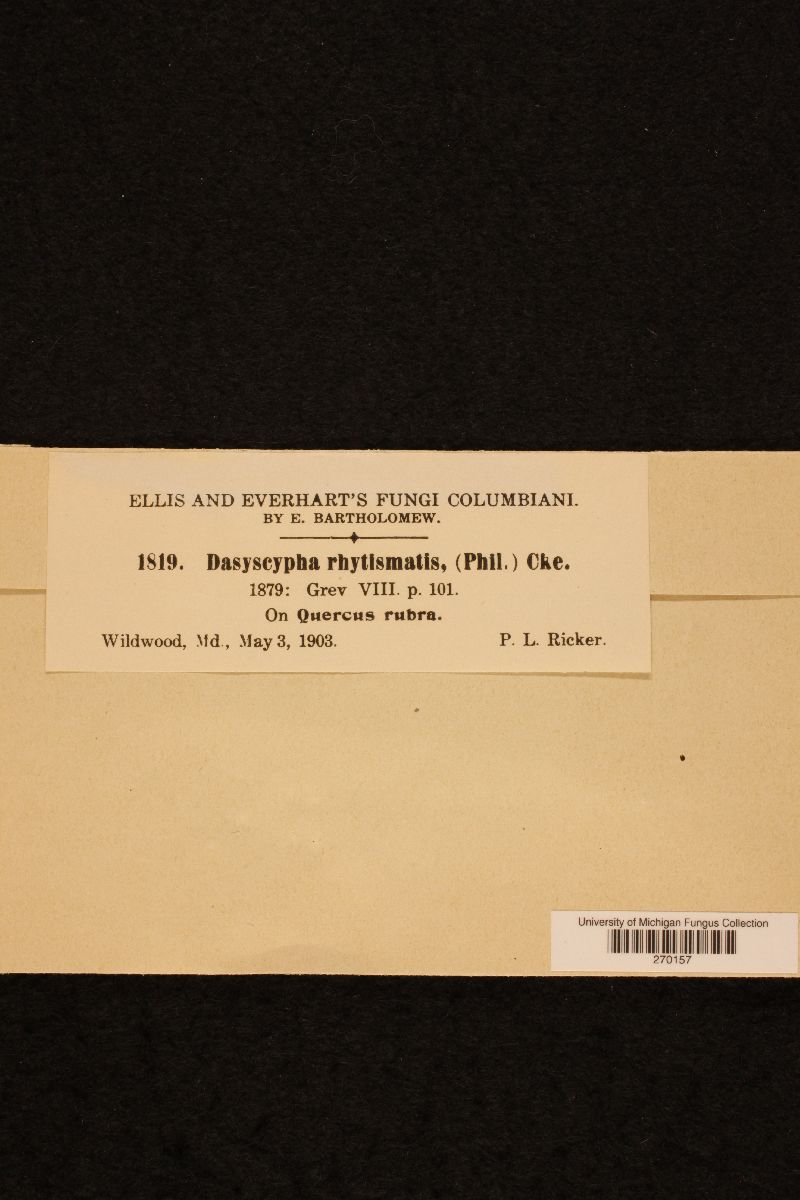 ELLIS AND EVERHART'S FUNGI COLUMBIANI.
BY E. BARTHOLOMEW.
1819. Dasyscypha rhytismatis, (Phil.) Cke.
1879: Grev VIII. p. 101.
On Quercus rubra.
Wildwood, Md., May 3, 1903. P. L. Ricker.
University of Michigan Fungus Collection
270157